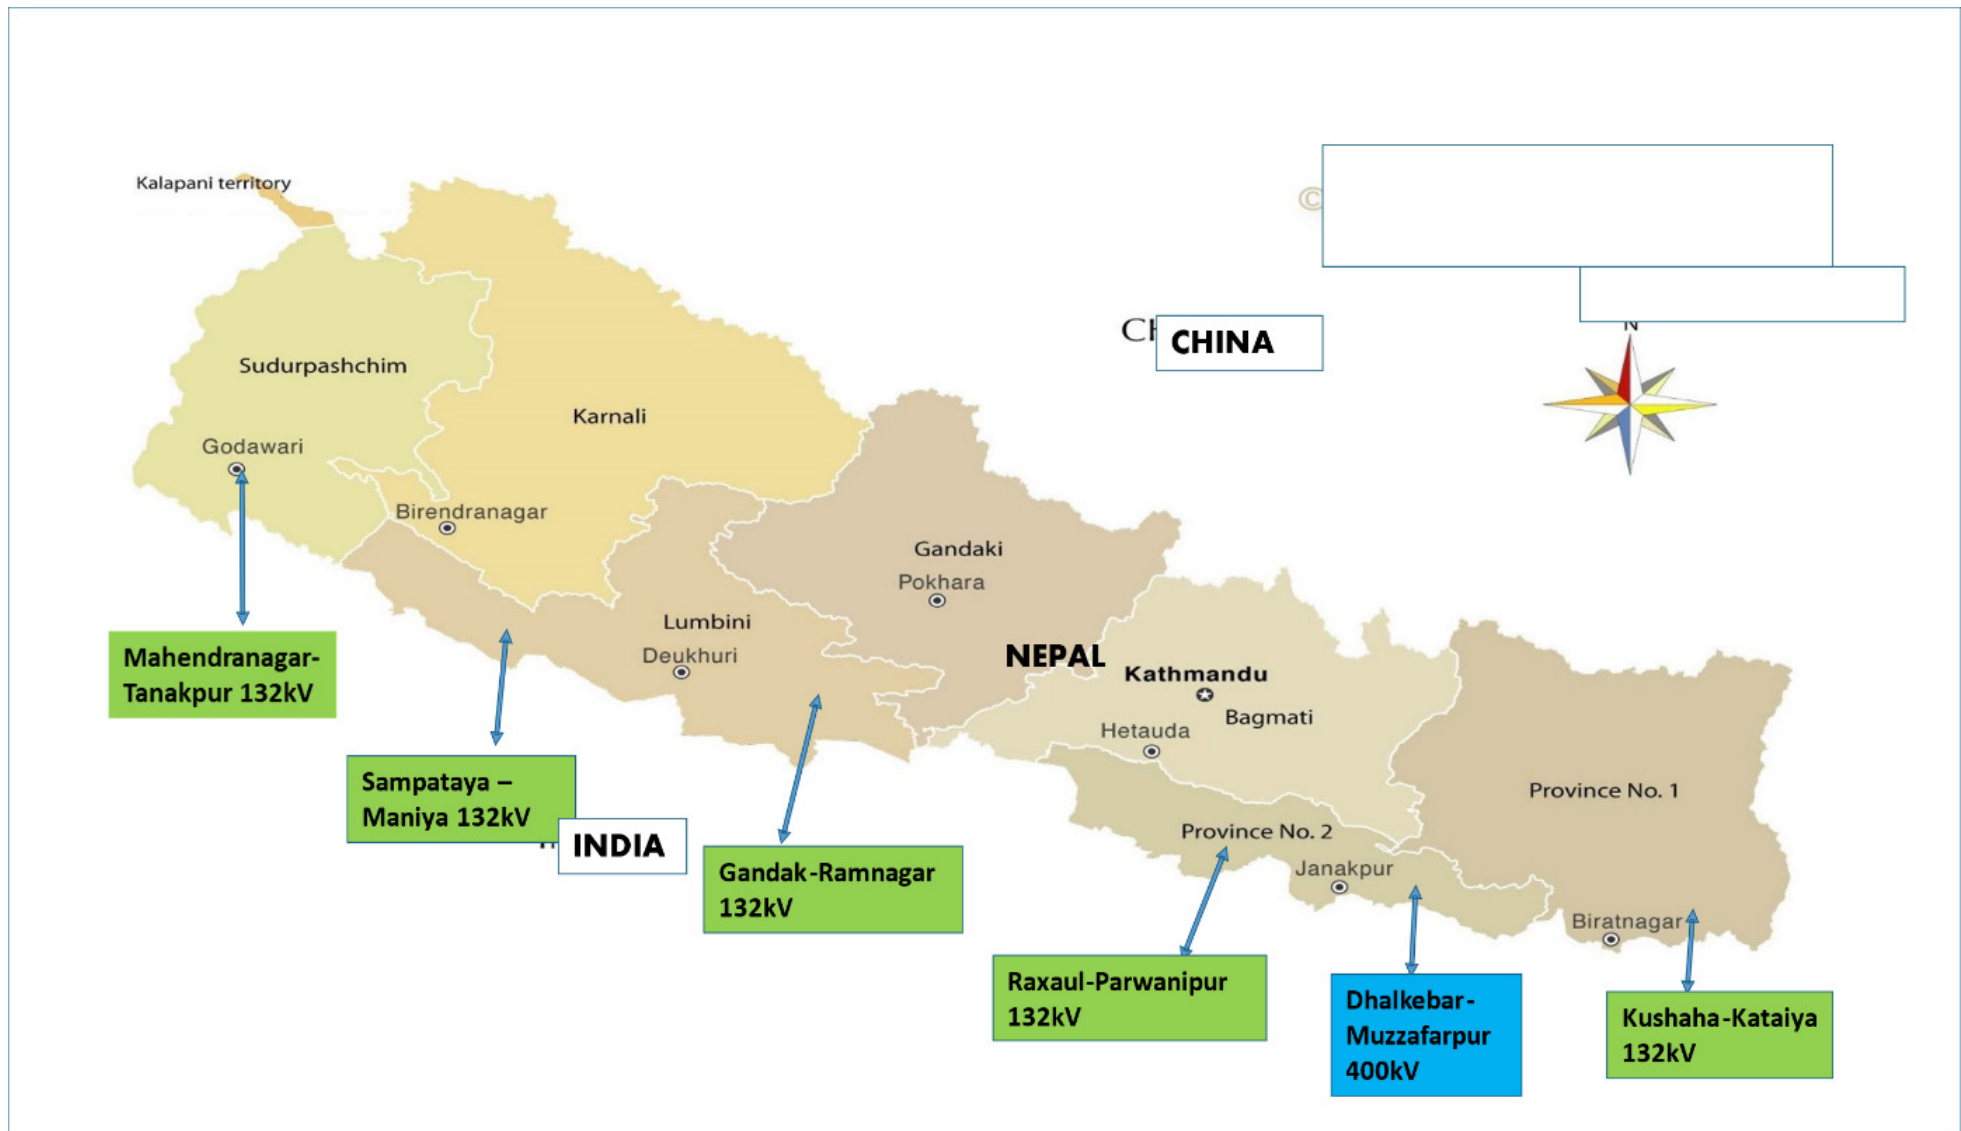 Kalapani territory
©
CH
CHINA
N
Sudurpashchim
Karnali
Godawari
Birendranagar
Gandaki
Pokhara
Lumbini
Deukhuri
NEPAL
Kathmandu
Bagmati
Hetauda
Province No. 1
Province No. 2
Janakpur
Biratnagar
Mahendranagar-
Tanakpur 132kV
Sampataya –
Maniya 132kV
INDIA
Gandak-Ramnagar
132kV
Raxaul-Parwanipur
132kV
Dhalkebar-
Muzzafarpur
400kV
Kushaha-Kataiya
132kV